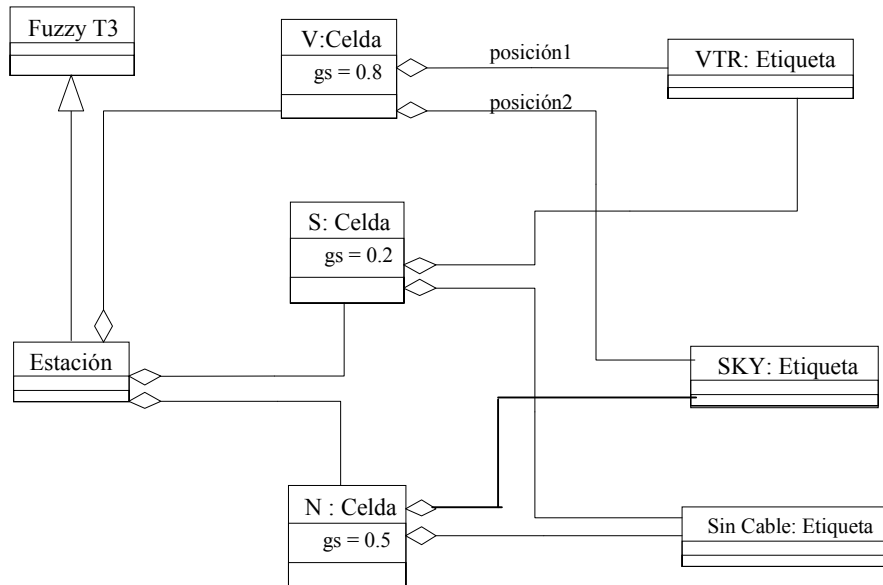 Fuzzy T3
V:Celda
gs = 0.8
posición1
posición2
VTR: Etiqueta
S: Celda
gs = 0.2
Estación
SKY: Etiqueta
N : Celda
gs = 0.5
Sin Cable: Etiqueta